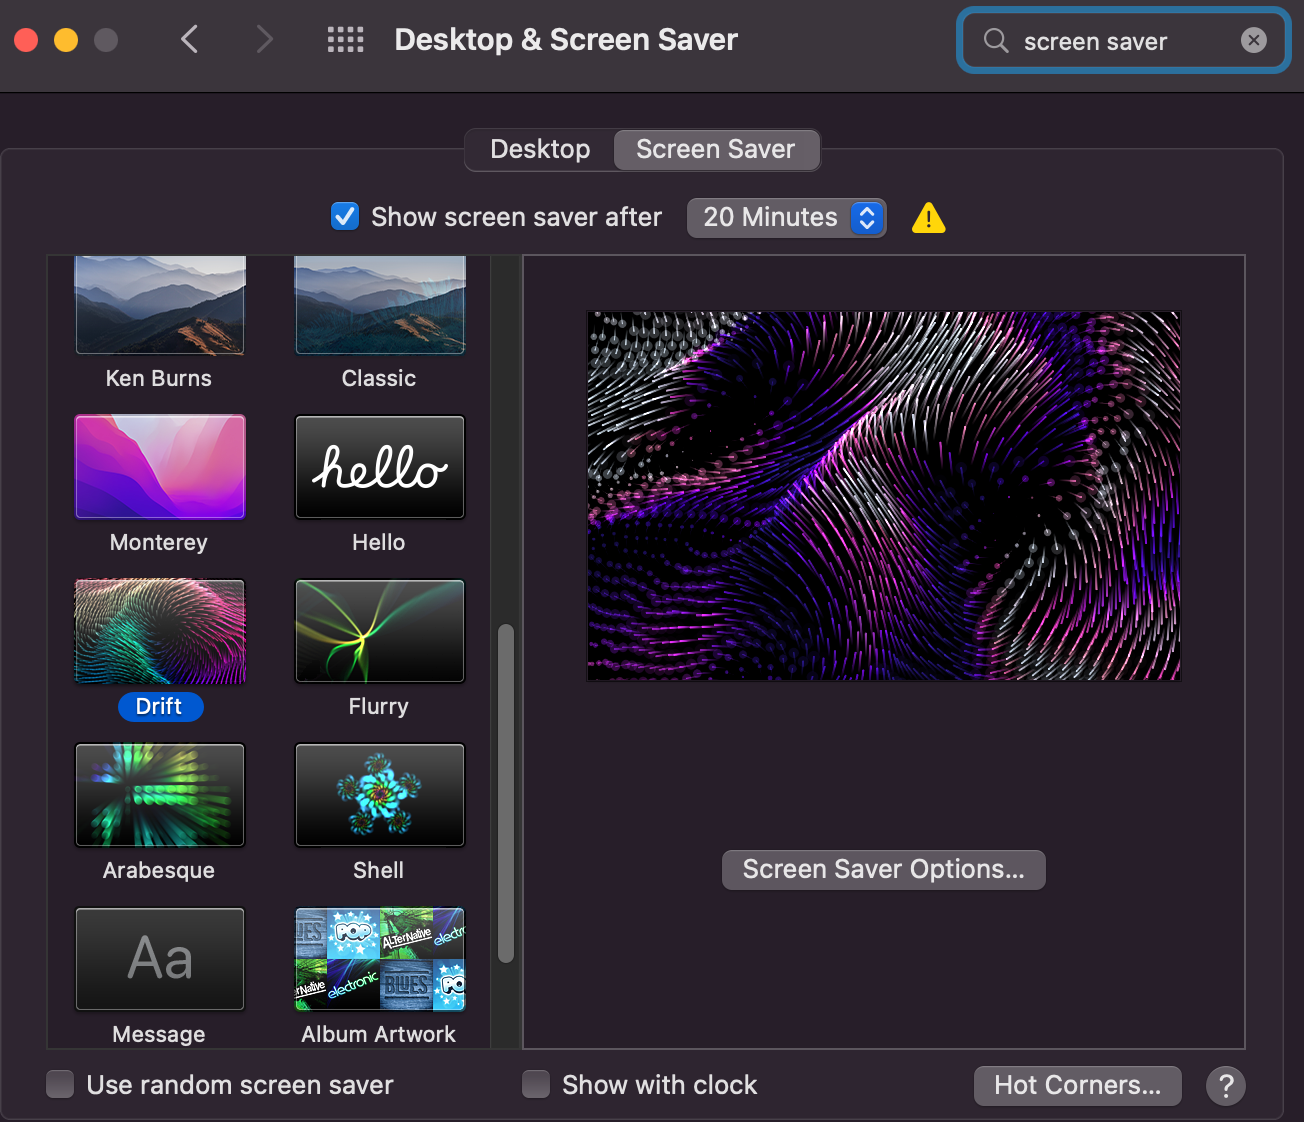 Desktop & Screen Saver
screen saver
Desktop
Screen Saver
Show screen saver after
20 Minutes
Ken Burns
Classic
hello
Monterey
Hello
Drift
Flurry
Arabesque
Shell
Screen Saver Options...
Aa
POP
ALTerNative
electronic
BLUES
Message
Album Artwork
Use random screen saver
Show with clock
Hot Corners...
?